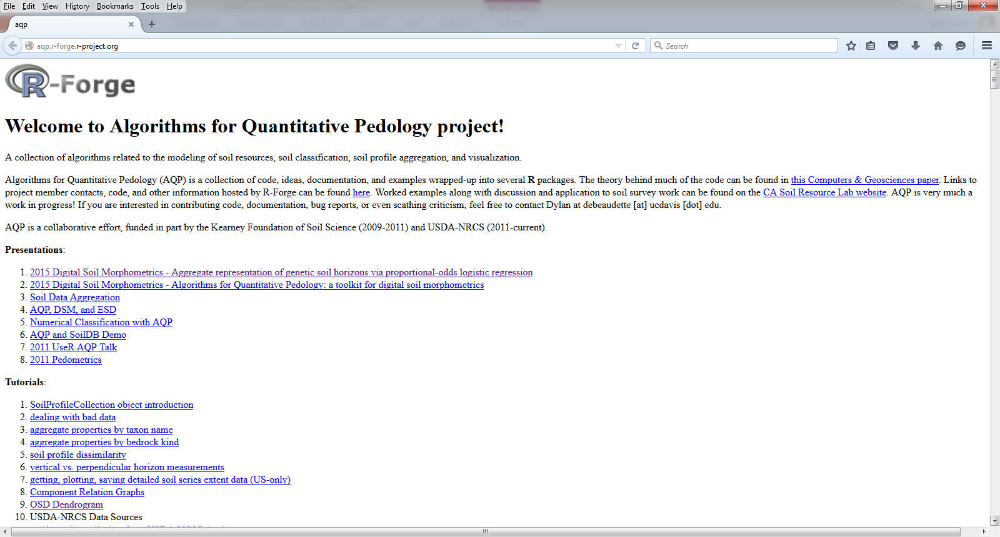 File Edit View History Bookmarks Tools Help
aqp
aqp.r-forge.r-project.org
Search
R-Forge
Welcome to Algorithms for Quantitative Pedology project!
A collection of algorithms related to the modeling of soil resources, soil classification, soil profile aggregation, and visualization.
Algorithms for Quantitative Pedology (AQP) is a collection of code, ideas, documentation, and examples wrapped-up into several R packages. The theory behind much of the code can be found in this Computers & Geosciences paper. Links to
project member contacts, code, and other information hosted by R-Forge can be found here. Worked examples along with discussion and application to soil survey work can be found on the CA Soil Resource Lab website. AQP is very much a
work in progress! If you are interested in contributing code, documentation, bug reports, or even scathing criticism, feel free to contact Dylan at debeaudette [at] ucdavis [dot] edu.
AQP is a collaborative effort, funded in part by the Kearney Foundation of Soil Science (2009-2011) and USDA-NRCS (2011-current).
Presentations:
1. 2015 Digital Soil Morphometrics - Aggregate representation of genetic soil horizons via proportional-odds logistic regression
2. 2015 Digital Soil Morphometrics - Algorithms for Quantitative Pedology: a toolkit for digital soil morphometrics
3. Soil Data Aggregation
4. AQP, DSM, and ESD
5. Numerical Classification with AQP
6. AQP and SoilDB Demo
7. 2011 UseR AQP Talk
8. 2011 Pedometrics
Tutorials:
1. SoilProfileCollection object introduction
2. dealing with bad data
3. aggregate properties by taxon name
4. aggregate properties by bedrock kind
5. soil profile dissimilarity
6. vertical vs. perpendicular horizon measurements
7. getting, plotting, saving detailed soil series extent data (US-only)
8. Component Relation Graphs
9. OSD Dendrogram
10. USDA-NRCS Data Sources